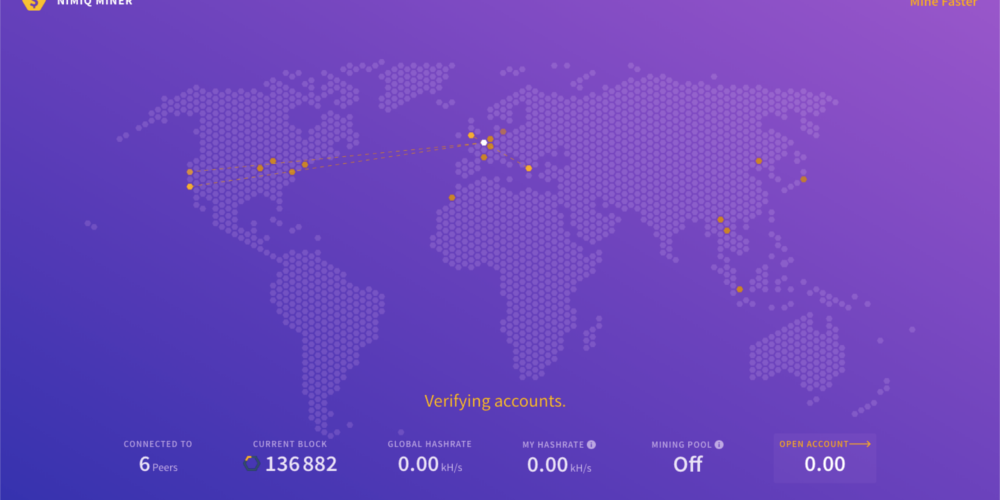 NIMIQ MINER
Mine Faster
Verifying accounts.
CONNECTED TO
6 Peers
CURRENT BLOCK
136 882
GLOBAL HASHRATE
0.00 kH/s
MY HASHRATE
0.00 kH/s
MINING POOL
Off
OPEN ACCOUNT
0.00